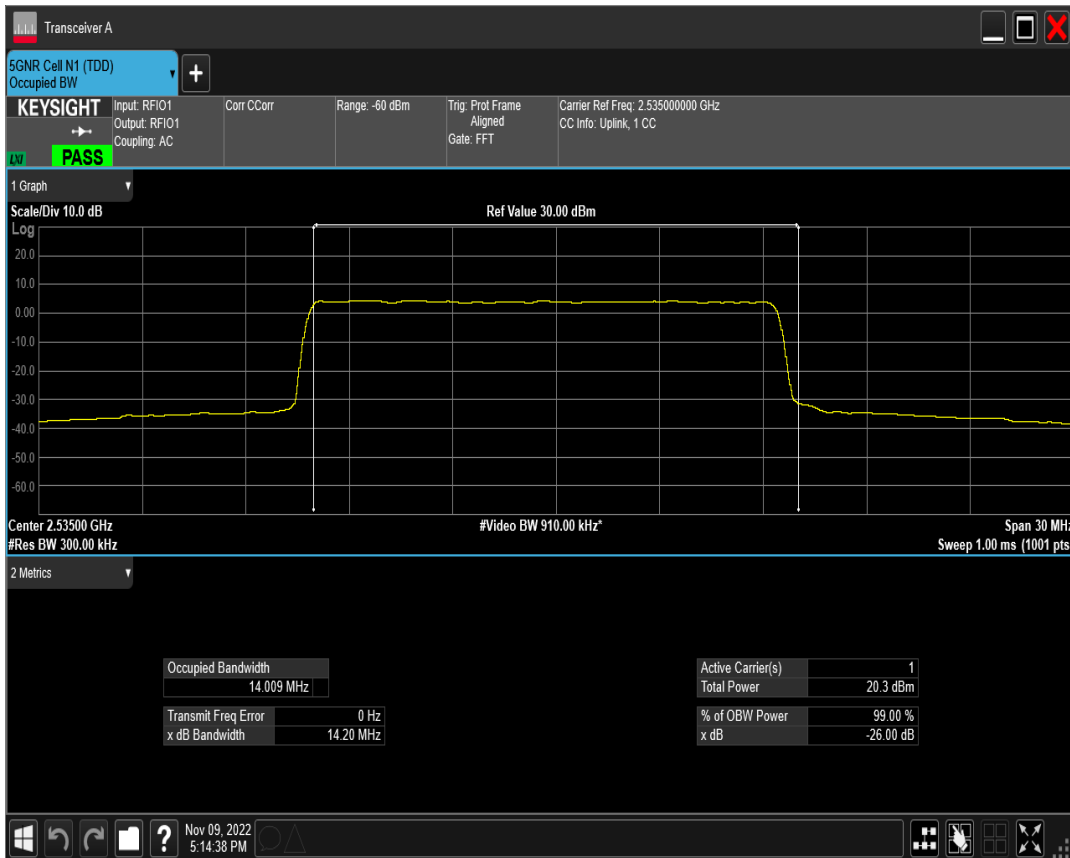 Transceiver A
5GNR Cell N1 (TDD)
Occupied BW
KEYSIGHT
LXI
PASS
Input: RFIO1
Output: RFIO1
Coupling: AC
Corr CCorr
Range: -60 dBm
Trig: Prot Frame
Aligned
Gate: FFT
Carrier Ref Freq: 2.535000000 GHz
CC Info: Uplink, 1 CC
1 Graph
Scale/Div 10.0 dB
Ref Value 30.00 dBm
Log
20.0
10.0
0.00
-10.0
-20.0
-30.0
-40.0
-50.0
-60.0
Center 2.53500 GHz
#Video BW 910.00 kHz*
Span 30 MHz
#Res BW 300.00 kHz
Sweep 1.00 ms (1001 pts
2 Metrics
Occupied Bandwidth
14.009 MHz
Transmit Freq Error 0 Hz
x dB Bandwidth 14.20 MHz
Active Carrier(s) 1
Total Power 20.3 dBm
% of OBW Power 99.00 %
x dB -26.00 dB
?
Nov 09, 2022
5:14:38 PM